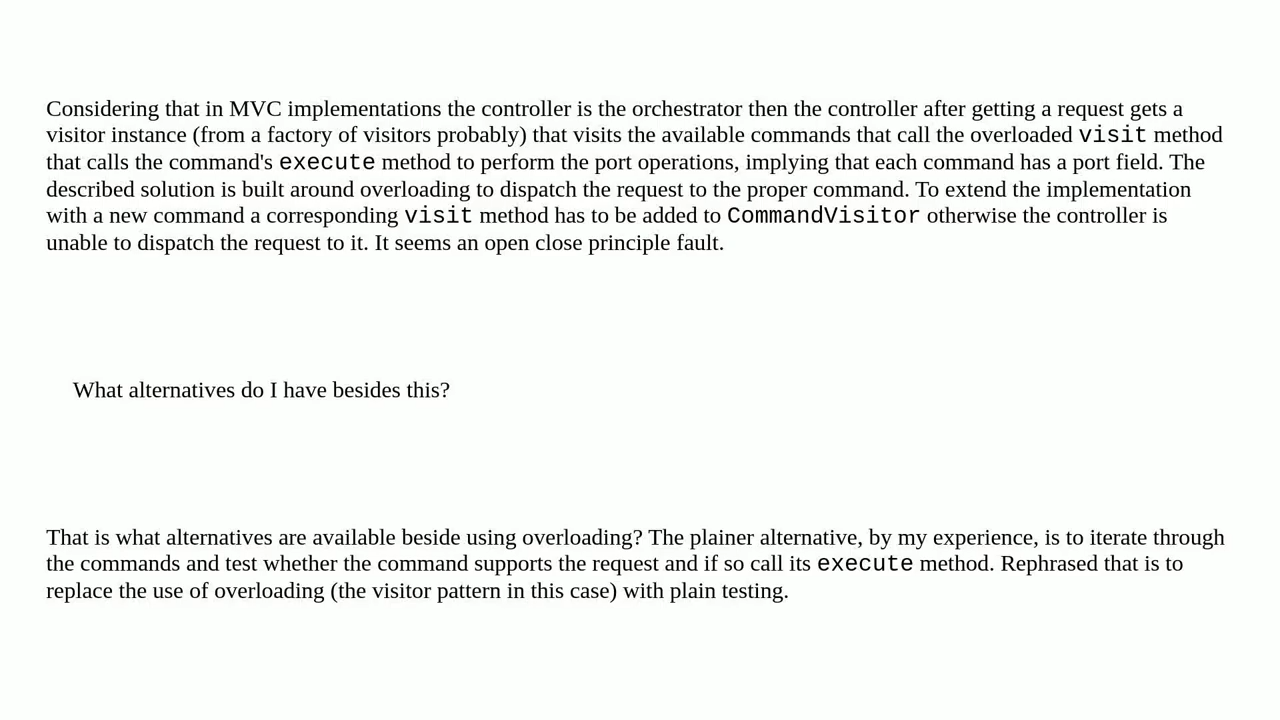 Considering that in MVC implementations the controller is the orchestrator then the controller after getting a request gets a
visitor instance (from a factory of visitors probably) that visits the available commands that call the overloaded visit method
that calls the command's execute method to perform the port operations, implying that each command has a port field. The
described solution is built around overloading to dispatch the request to the proper command. To extend the implementation
with a new command a corresponding visit method has to be added to CommandVisitor otherwise the controller is
unable to dispatch the request to it. It seems an open close principle fault.
What alternatives do I have besides this?
That is what alternatives are available beside using overloading? The plainer alternative, by my experience, is to iterate through
the commands and test whether the command supports the request and if so call its execute method. Rephrased that is to
replace the use of overloading (the visitor pattern in this case) with plain testing.